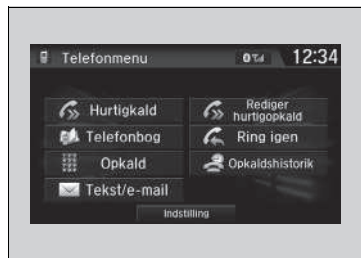 Telefonmenu
12:34
Hurtigkald
Rediger
hurtigopkald
Telefonbog
Ring igen
Opkald
Opkaldshistorik
Tekst/e-mail
Indstilling